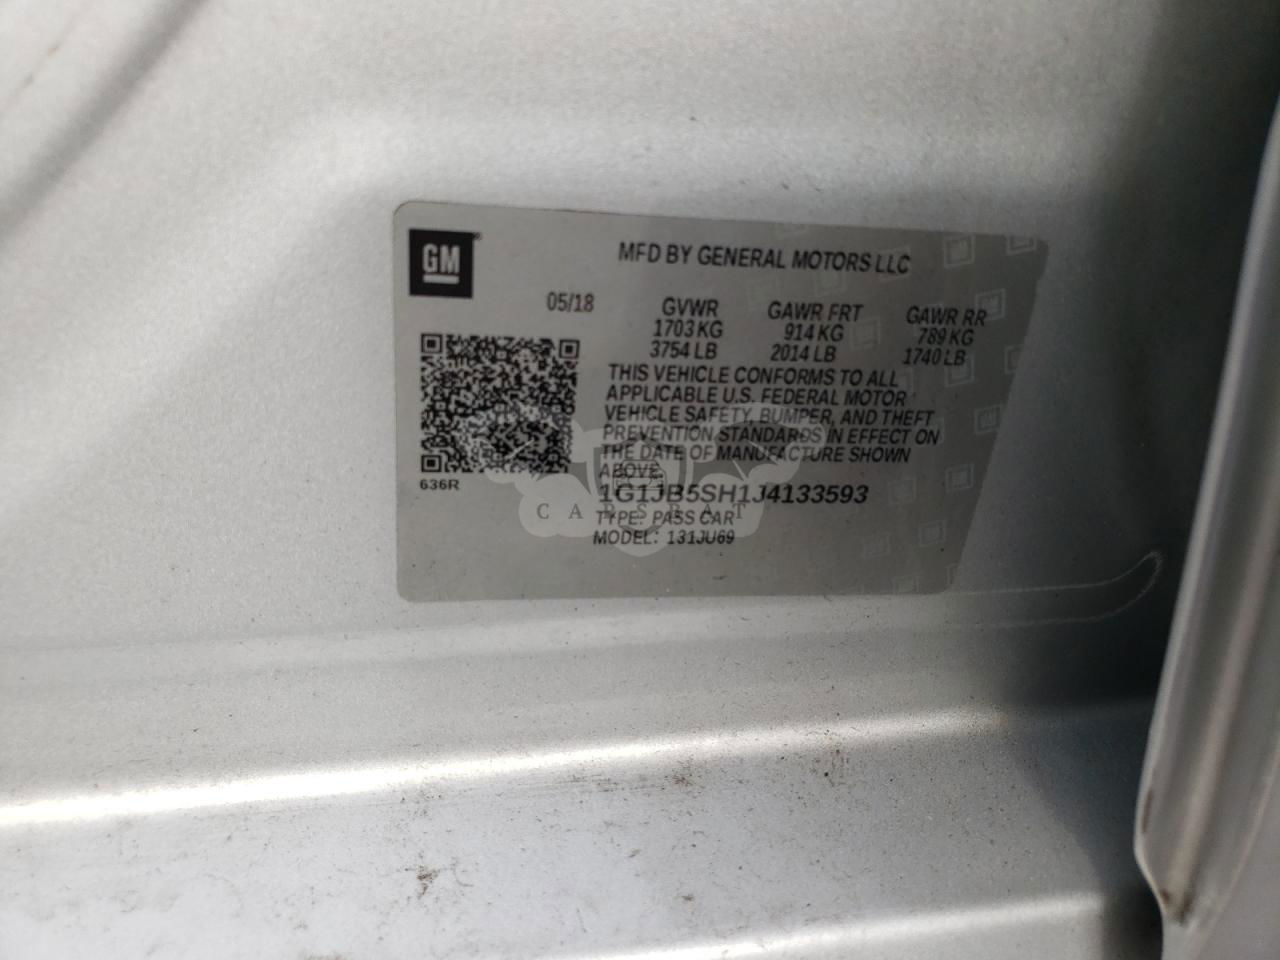 GM
MFD BY GENERAL MOTORS LLC
05/18 GVWR GAWR FRT GAWR RR
1703 KG 914 KG 789 KG
3754 LB 2014 LB 1740 LB
THIS VEHICLE CONFORMS TO ALL
APPLICABLE U.S. FEDERAL MOTOR
VEHICLE SAFETY, BUMPER, AND THEFT
PREVENTION STANDARDS IN EFFECT ON
THE DATE OF MANUFACTURE SHOWN
ABOVE.
636R
1G1JB5SH1J4133593
CARSBAT
TYPE: PASS CAR
MODEL: 131JU69